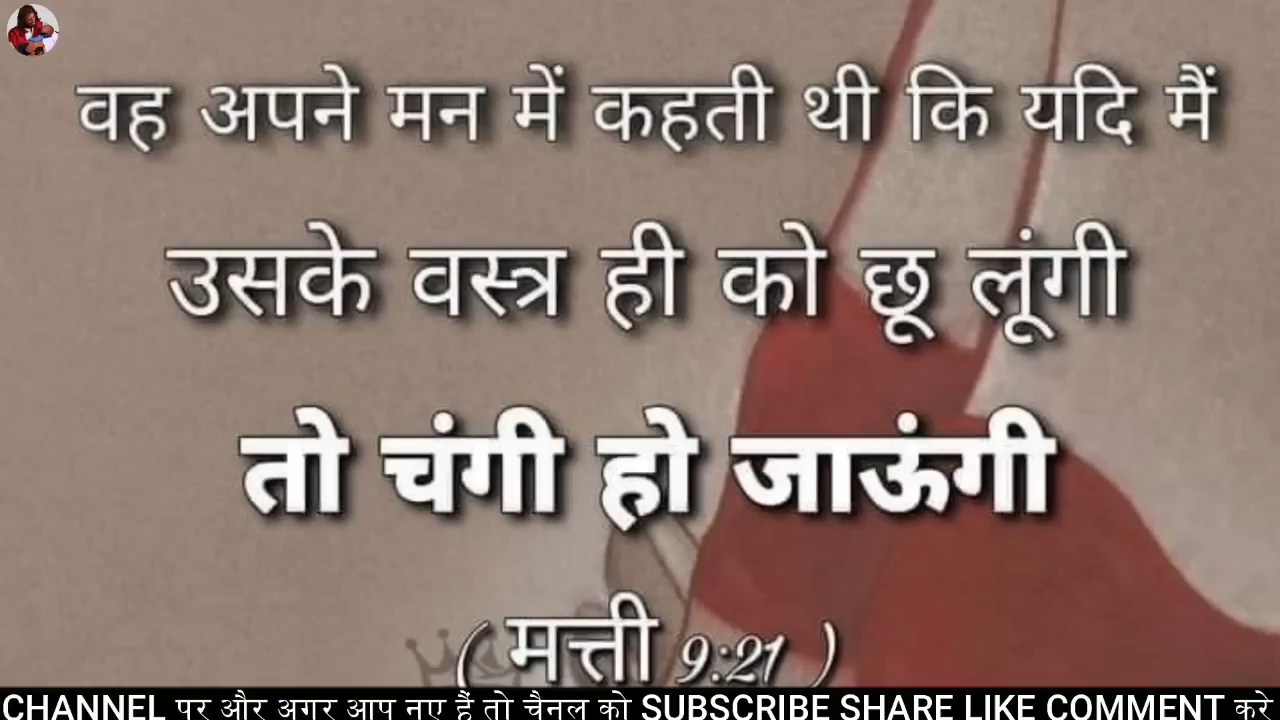 वह अपने मन में कहती थी कि यदि मैं
उसके वस्त्र ही को छू लूंगी
तो चंगी हो जाऊंगी
( मत्ती 9:21 )
CHANNEL पर और अगर आप नए हैं तो चैनल को SUBSCRIBE SHARE LIKE COMMENT करे